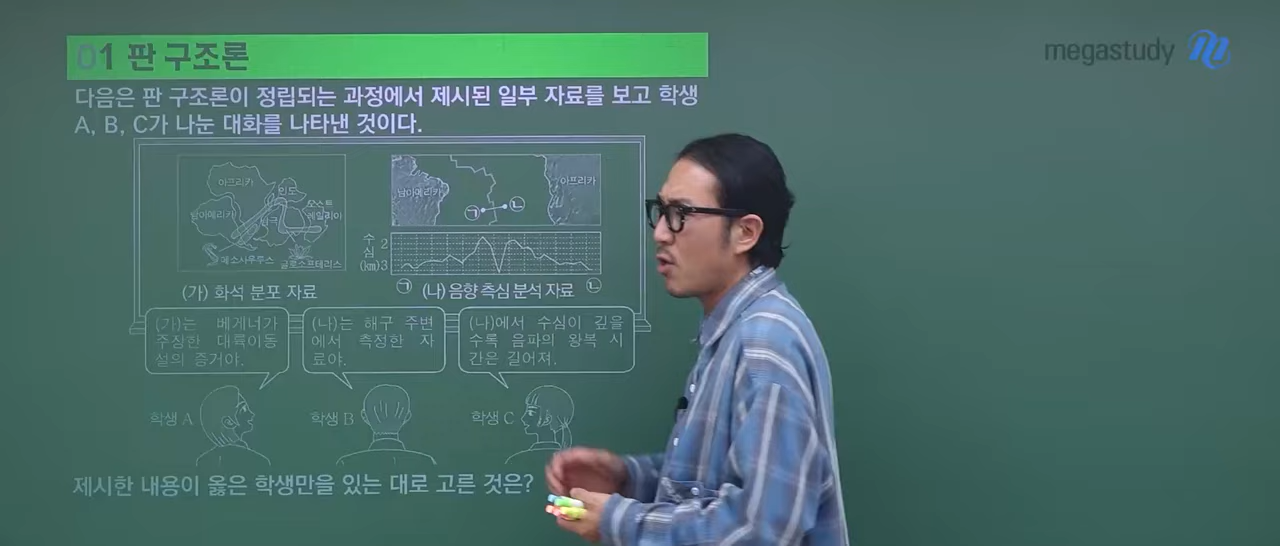 01 판 구조론
megastudy
다음은 판 구조론이 정립되는 과정에서 제시된 일부 자료를 보고 학생
A, B, C가 나눈 대화를 나타낸 것이다.
아프리카
인도
남아메리카
오스트
레일리아
남극
메소사우루스
글로소프테리스
(가) 화석 분포 자료
남아메리카
아프리카
㉠
㉡
수심
(km)
2
3
㉠
㉡
(나) 음향 측심 분석 자료
(가)는 베게너가
주장한 대륙이동
설의 증거야.
(나)는 해구 주변
에서 측정한 자
료야.
(나)에서 수심이 깊을
수록 음파의 왕복 시
간은 길어져.
학생 A
학생 B
학생 C
제시한 내용이 옳은 학생만을 있는 대로 고른 것은?